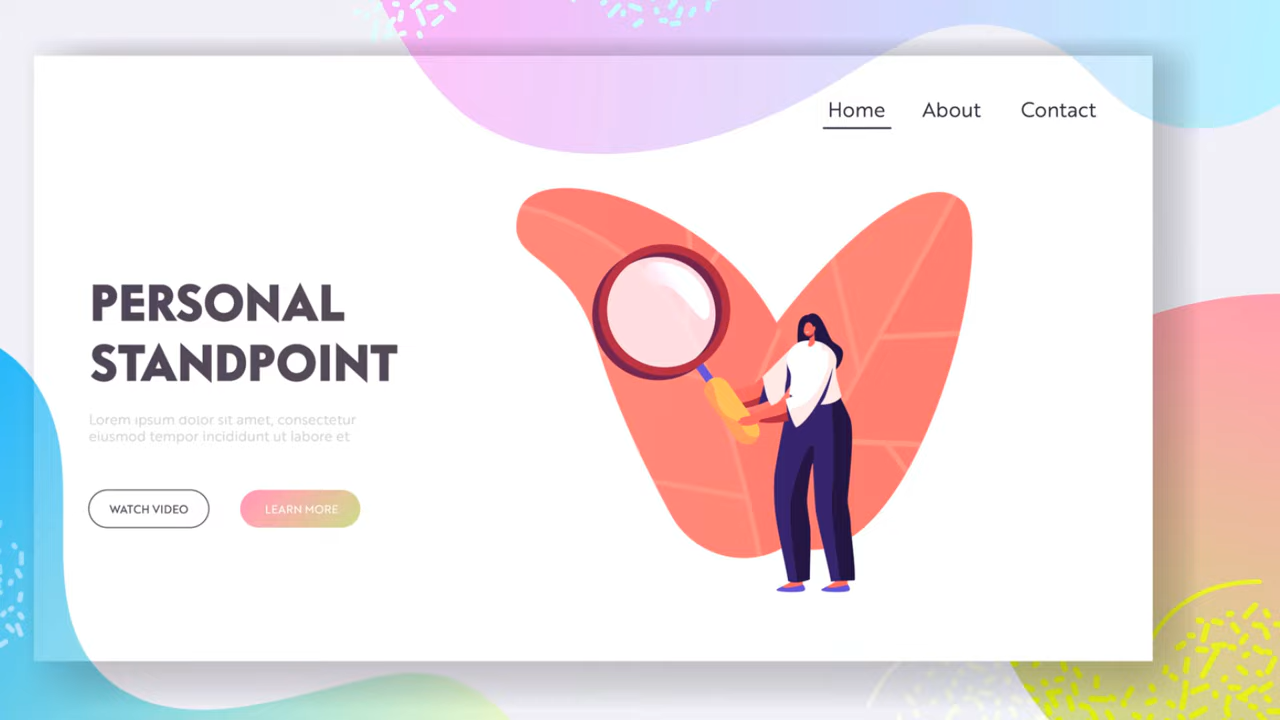 Home About Contact
PERSONAL
STANDPOINT
Lorem ipsum dolor sit amet, consectetur
eiusmod tempor incididunt ut labore et
WATCH VIDEO LEARN MORE